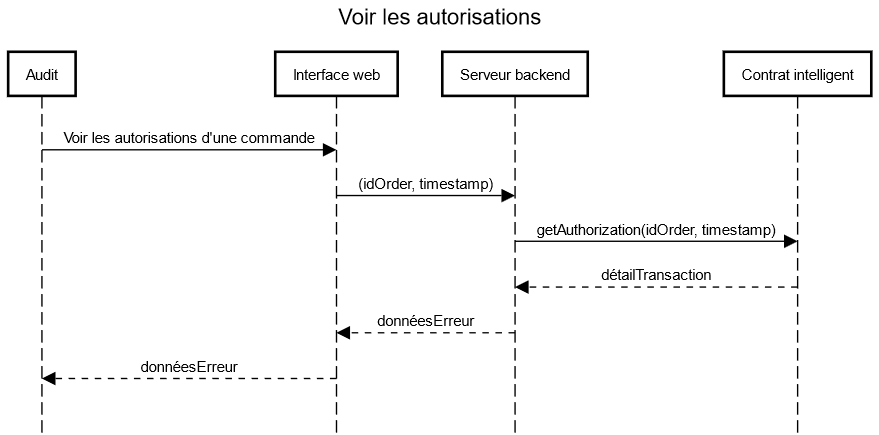 Voir les autorisations
Audit
Interface web
Serveur backend
Contrat intelligent
Voir les autorisations d'une commande
(idOrder, timestamp)
getAuthorization(idOrder, timestamp)
détailTransaction
donnéesErreur
donnéesErreur